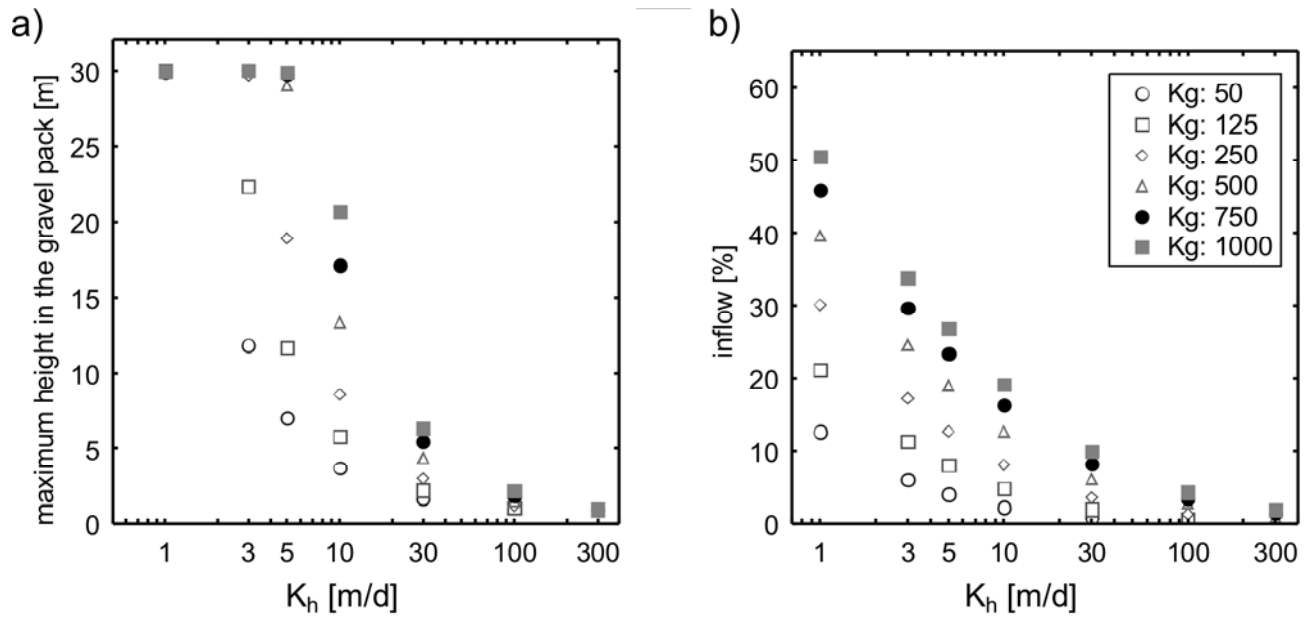 a)
maximum height in the gravel pack [m]
30
25
20
15
10
5
0
1 3 5 10 30 100 300
K_h [m/d]
b)
inflow [%]
60
50
40
30
20
10
0
Kg: 50
Kg: 125
Kg: 250
Kg: 500
Kg: 750
Kg: 1000
1 3 5 10 30 100 300
K_h [m/d]